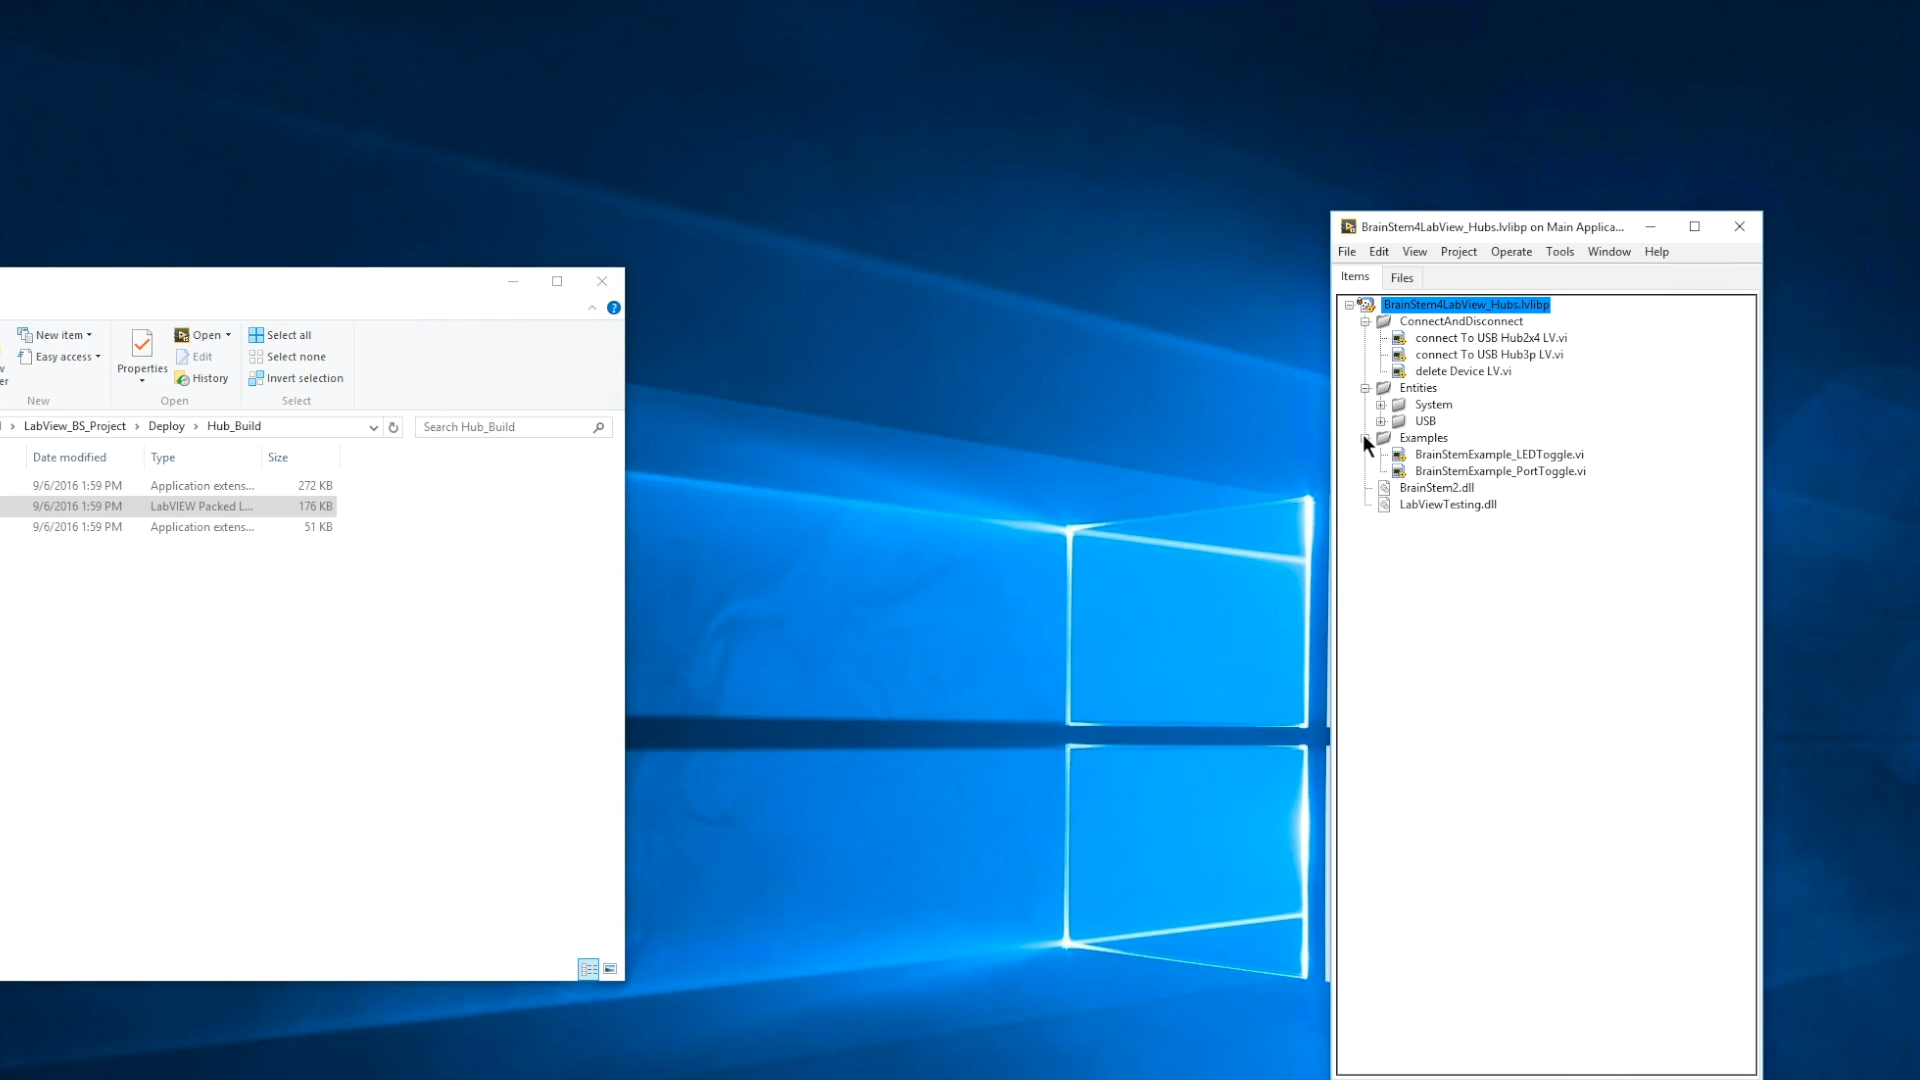 New item
Easy access
New
Properties
Open
Edit
History
Open
Select all
Select none
Invert selection
Select
LabView_BS_Project › Deploy › Hub_Build
Search Hub_Build
Date modified Type Size
9/6/2016 1:59 PM Application extens... 272 KB
9/6/2016 1:59 PM LabVIEW Packed L... 176 KB
9/6/2016 1:59 PM Application extens... 51 KB
BrainStem4LabView_Hubs.lvlibp on Main Applica...
File Edit View Project Operate Tools Window Help
Items Files
BrainStem4LabView_Hubs.lvlibp
ConnectAndDisconnect
connect To USB Hub2x4 LV.vi
connect To USB Hub3p LV.vi
delete Device LV.vi
Entities
System
USB
Examples
BrainStemExample_LEDToggle.vi
BrainStemExample_PortToggle.vi
BrainStem2.dll
LabViewTesting.dll